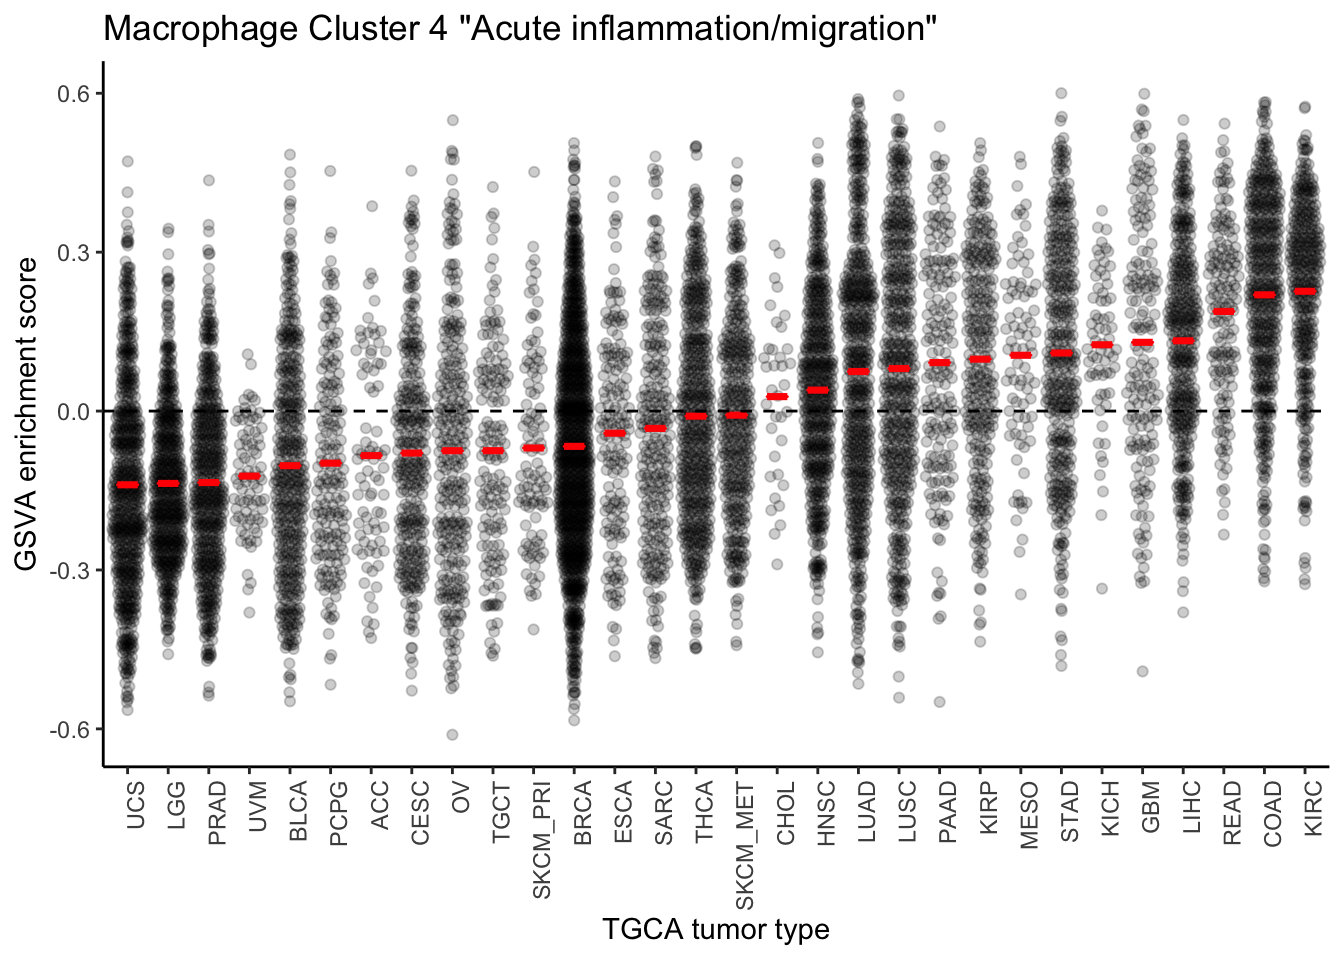 Macrophage Cluster 4 "Acute inflammation/migration"
GSVA enrichment score
0.6
0.3
0.0
-0.3
-0.6
UCS
LGG
PRAD
UVM
BLCA
PCPG
ACC
CESC
OV
TGCT
SKCM_PRI
BRCA
ESCA
SARC
THCA
SKCM_MET
CHOL
HNSC
LUAD
LUSC
PAAD
KIRP
MESO
STAD
KICH
GBM
LIHC
READ
COAD
KIRC
TGCA tumor type